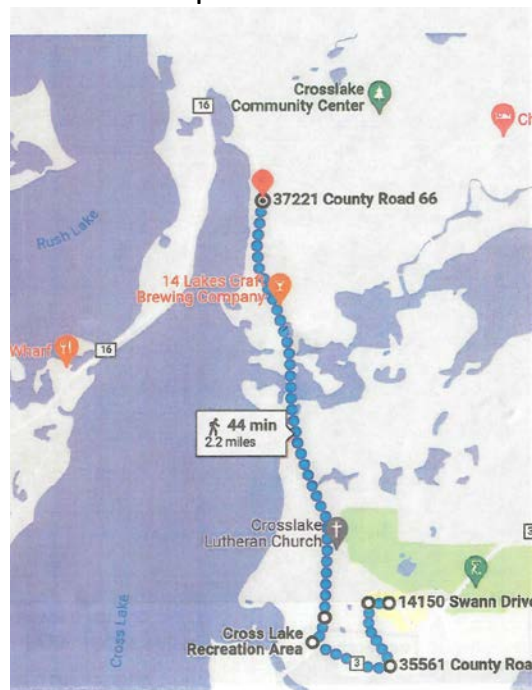 16
Crosslake
Community Center
Ch
37221 County Road 66
Rush Lake
14 Lakes Craft
Brewing Company
Wharf
16
44 min
2.2 miles
Crosslake
Lutheran Church
3
14150 Swann Drive
Cross Lake
Recreation Area
3
35561 County Roa
Cross Lake